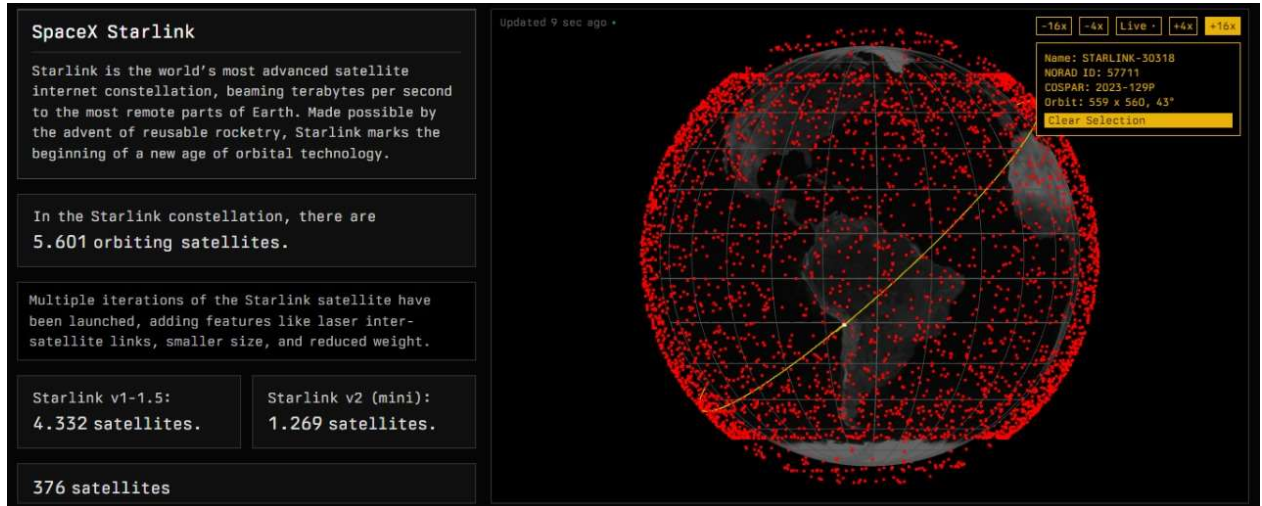 SpaceX Starlink
Starlink is the world's most advanced satellite
internet constellation, beaming terabytes per second
to the most remote parts of Earth. Made possible by
the advent of reusable rocketry, Starlink marks the
beginning of a new age of orbital technology.
In the Starlink constellation, there are
5.601 orbiting satellites.
Multiple iterations of the Starlink satellite have
been launched, adding features like laser inter-
satellite links, smaller size, and reduced weight.
Starlink v1-1.5:
4.332 satellites.
Starlink v2 (mini):
1.269 satellites.
376 satellites
Updated 9 sec ago •
-16x -4x Live · +4x +16x
Name: STARLINK-30318
NORAD ID: 57711
COSPAR: 2023-129P
Orbit: 559 x 560, 43°
Clear Selection